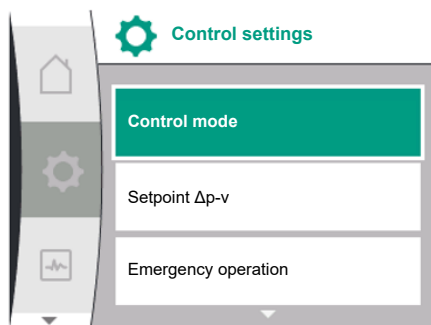 Control settings
Control mode
Setpoint Δp-v
Emergency operation